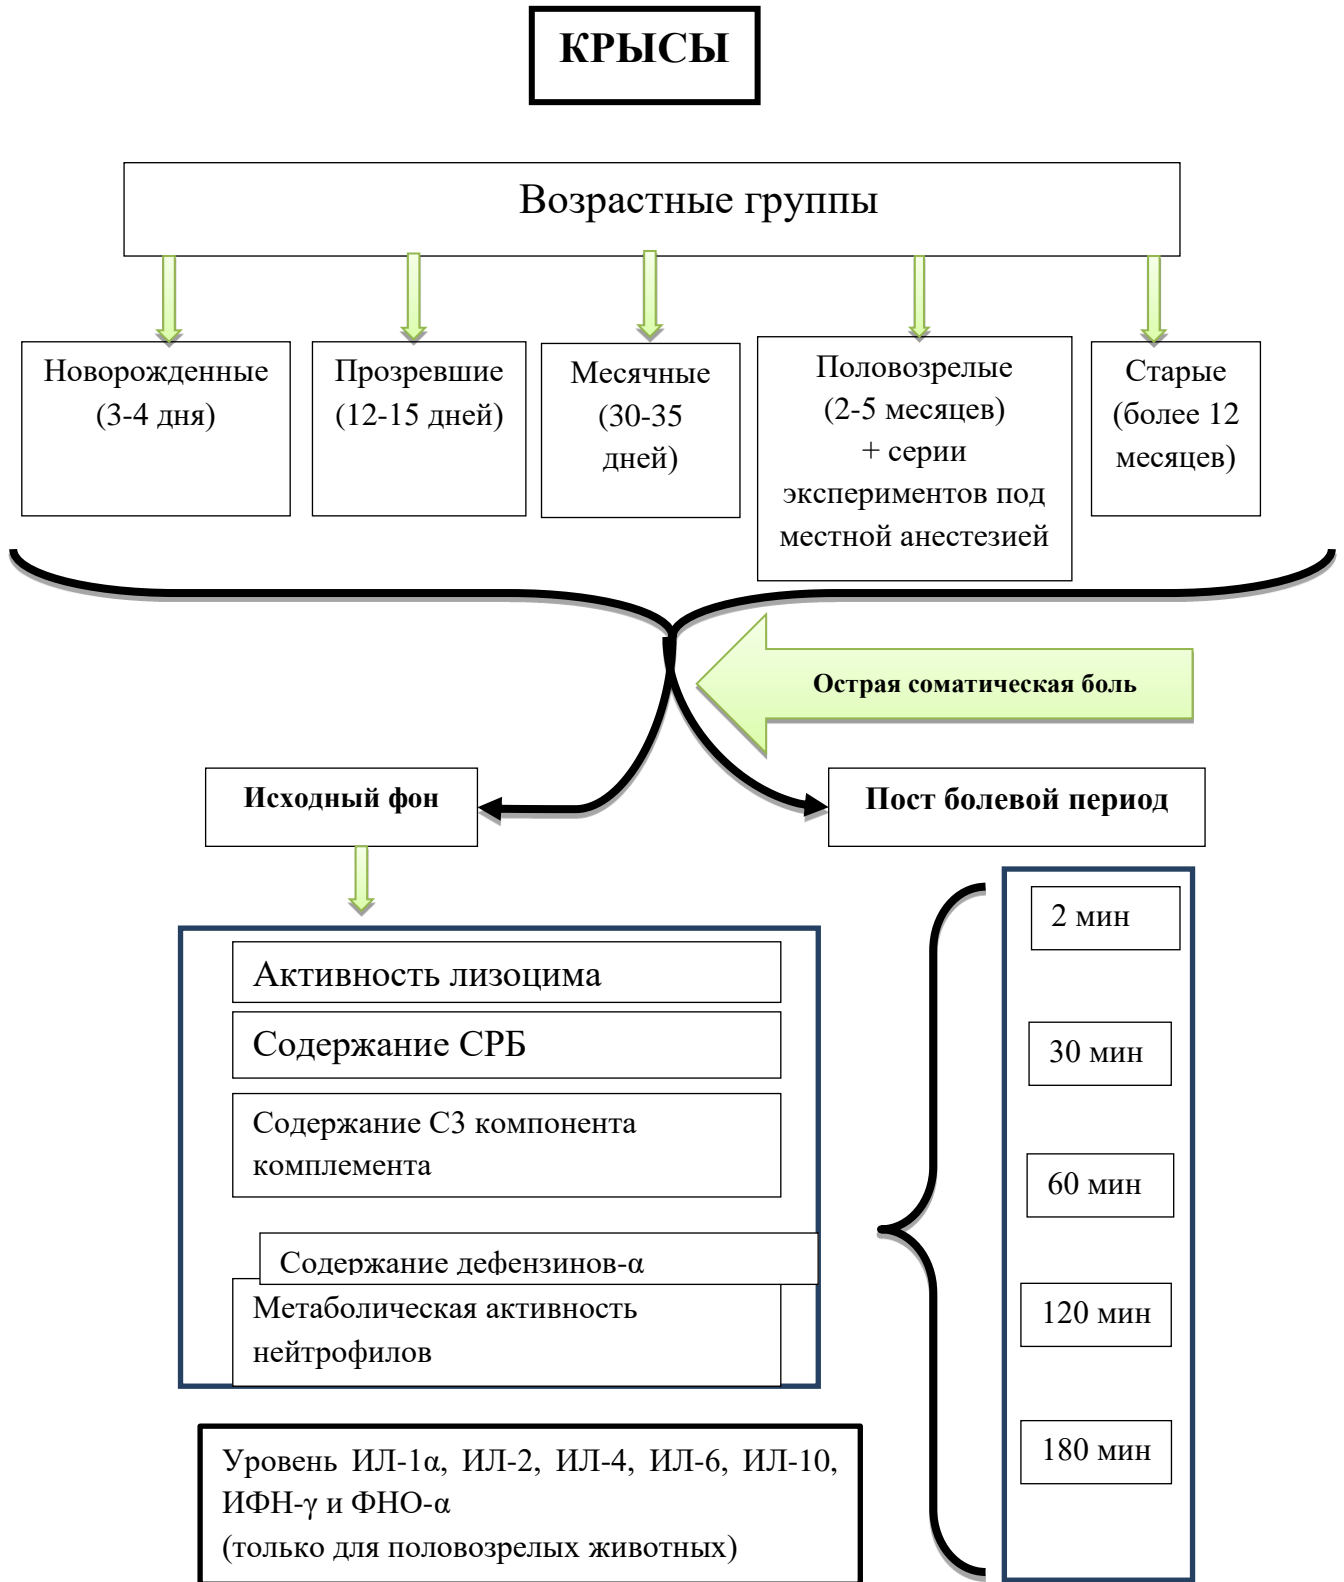 КРЫСЫ
Возрастные группы
Новорожденные
(3-4 дня)
Прозревшие
(12-15 дней)
Месячные
(30-35
дней)
Половозрелые
(2-5 месяцев)
+ серии
экспериментов под
местной анестезией
Старые
(более 12
месяцев)
Острая соматическая боль
Исходный фон
Пост болевой период
Активность лизоцима
Содержание СРБ
Содержание С3 компонента
комплемента
Содержание дефензинов-α
Метаболическая активность
нейтрофилов
Уровень ИЛ-1α, ИЛ-2, ИЛ-4, ИЛ-6, ИЛ-10,
ИФН-γ и ФНО-α
(только для половозрелых животных)
2 мин
30 мин
60 мин
120 мин
180 мин